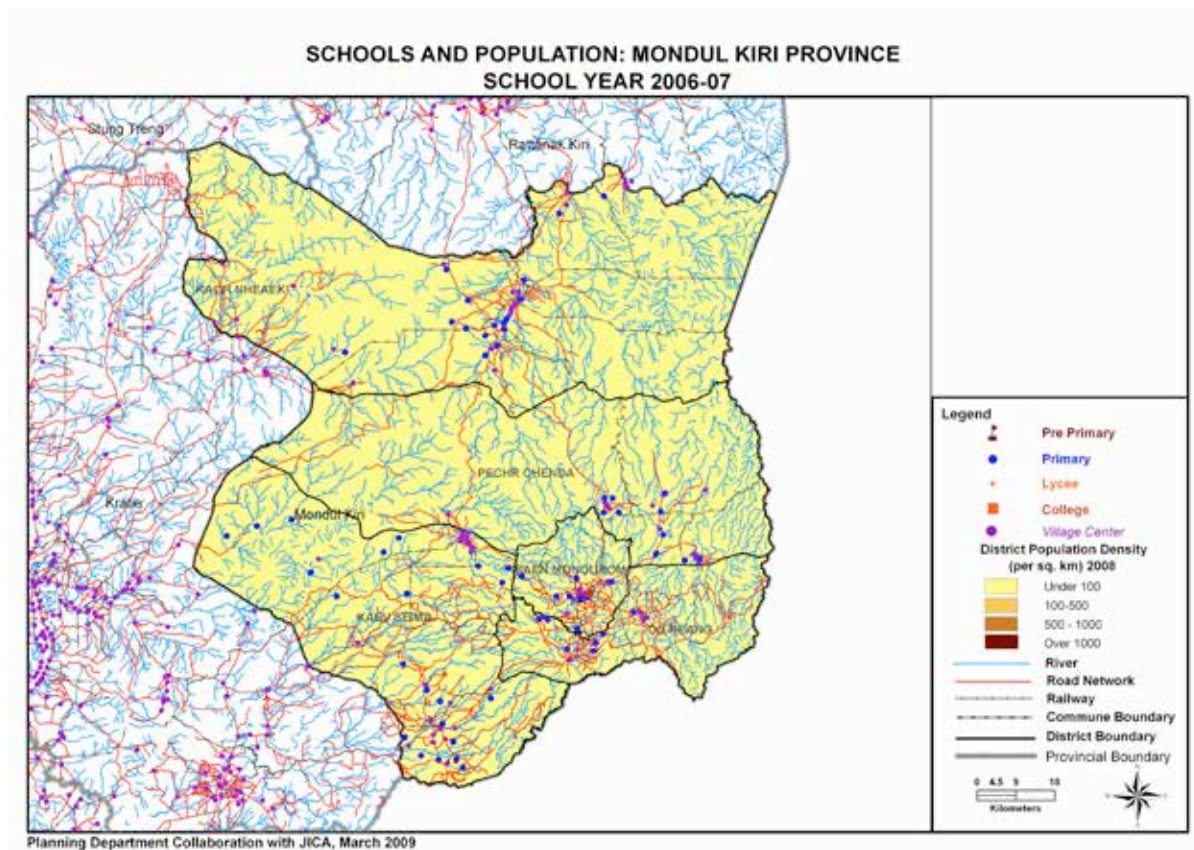 SCHOOLS AND POPULATION: MONDUL KIRI PROVINCE
SCHOOL YEAR 2006-07
Stung Treng
Ratanak Kiri
PECHR CHENDA
Mondul Kiri
Kratie
Legend
Pre Primary
Primary
Lycee
College
Village Center
District Population Density
(per sq. km) 2008
Under 100
100-500
500 - 1000
Over 1000
River
Road Network
Railway
Commune Boundary
District Boundary
Provincial Boundary
0 4.5 9 18
Kilometers
Planning Department Collaboration with JICA, March 2009